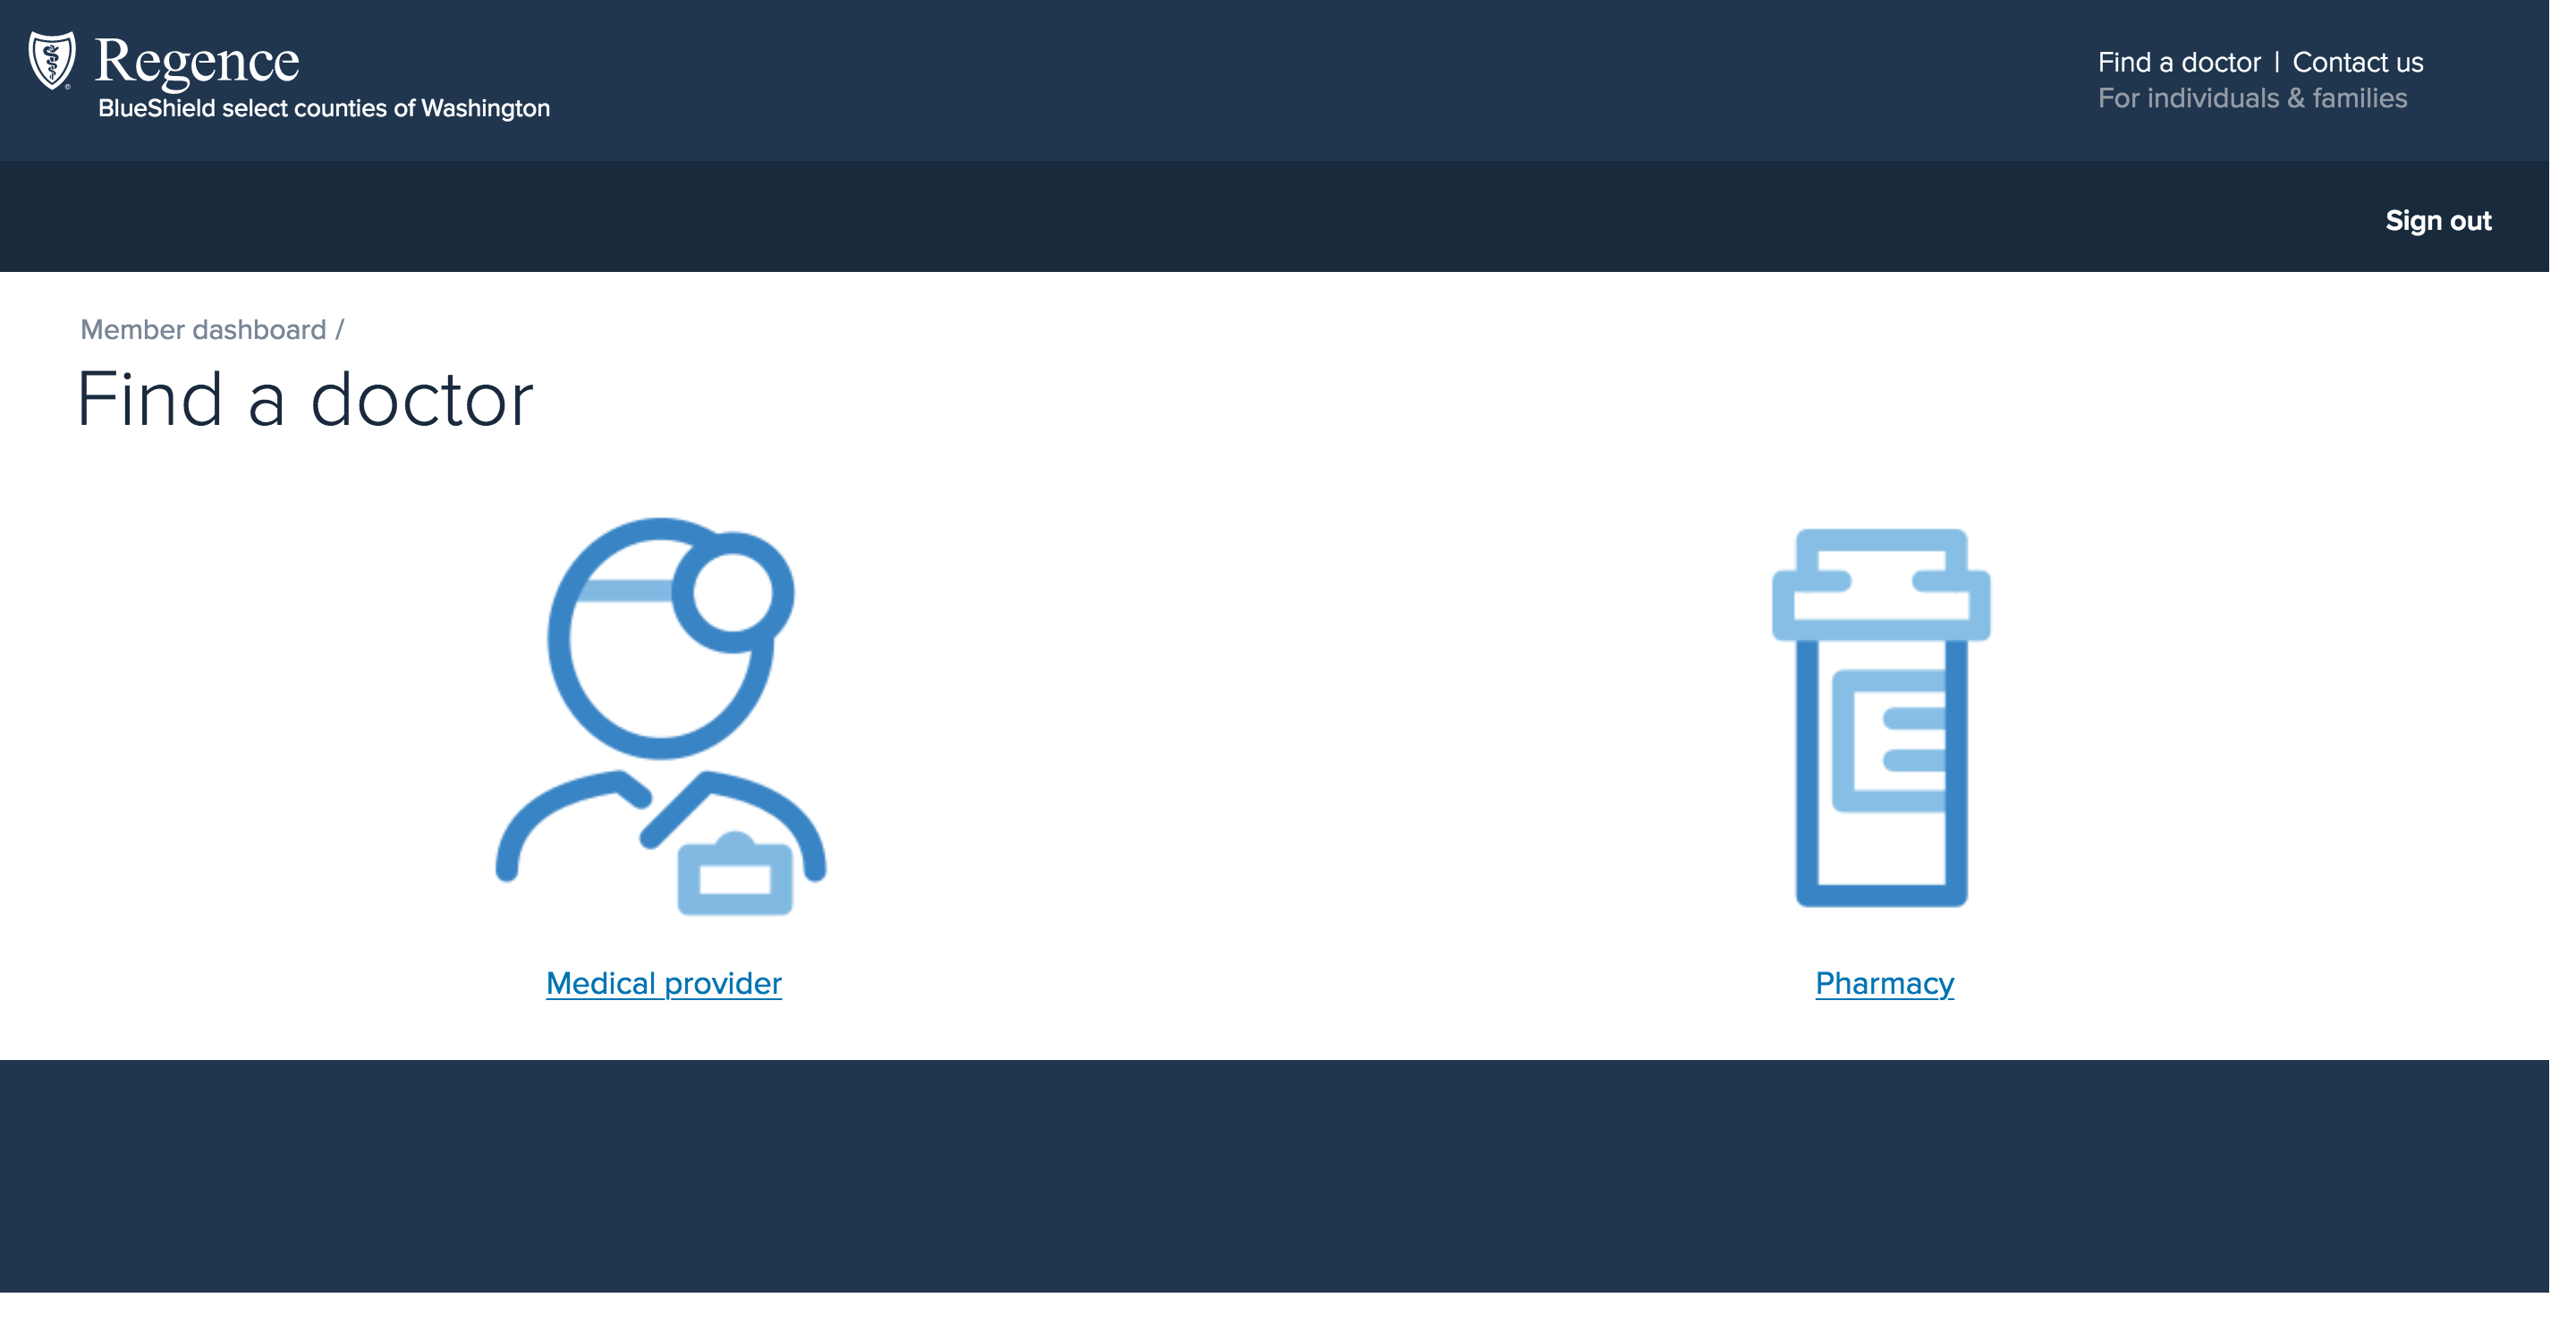 Regence
BlueShield select counties of Washington
Find a doctor | Contact us
For individuals & families
Sign out
Member dashboard /
Find a doctor
Medical provider
Pharmacy